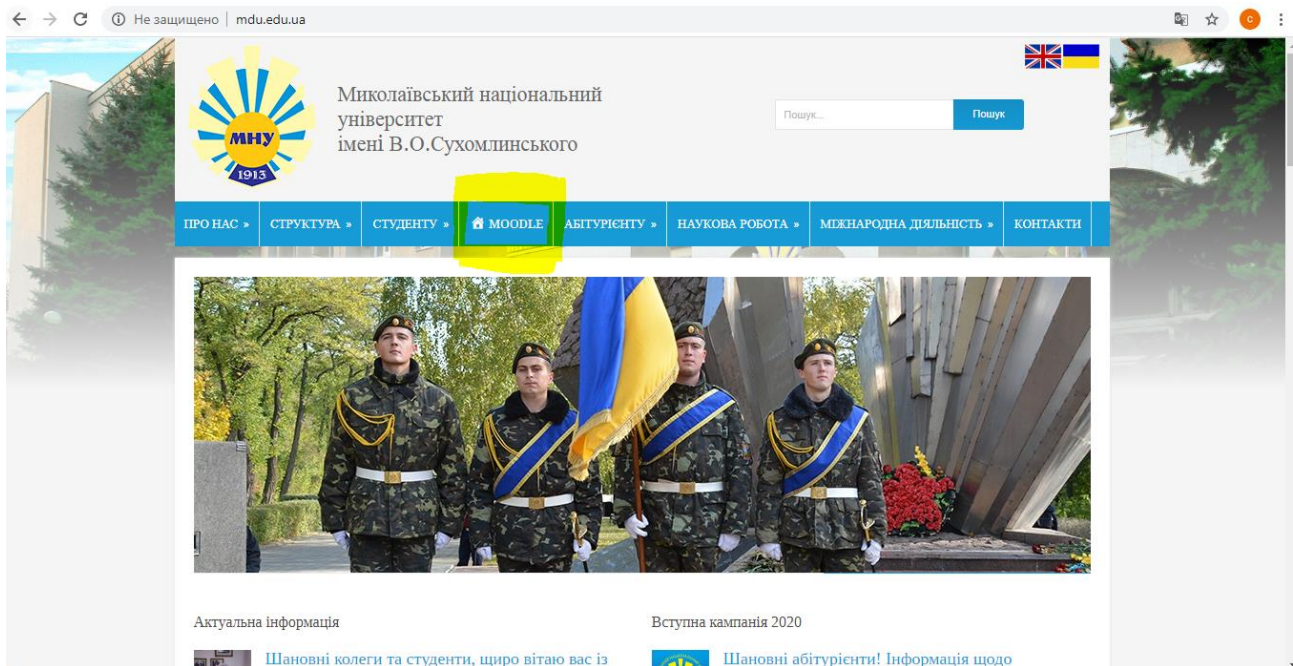 Не защищено | mdu.edu.ua
с
МНУ
1913
Миколаївський національний
університет
імені В.О.Сухомлинського
Пошук...
Пошук
ПРО НАС »
СТРУКТУРА »
СТУДЕНТУ »
MOODLE
АБІТУРІЄНТУ »
НАУКОВА РОБОТА »
МІЖНАРОДНА ДІЯЛЬНІСТЬ »
КОНТАКТИ
Актуальна інформація
Шановні колеги та студенти, щиро вітаю вас із
Вступна кампанія 2020
Шановні абітурієнти! Інформація щодо